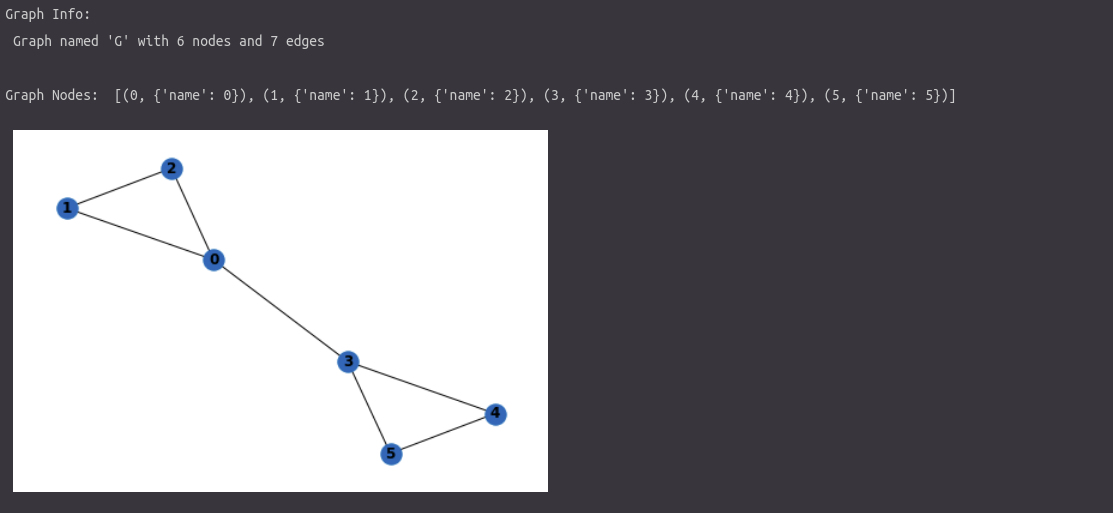 Graph Info:
Graph named 'G' with 6 nodes and 7 edges
Graph Nodes:  [(0, {'name': 0}), (1, {'name': 1}), (2, {'name': 2}), (3, {'name': 3}), (4, {'name': 4}), (5, {'name': 5})]
2
1
0
3
4
5